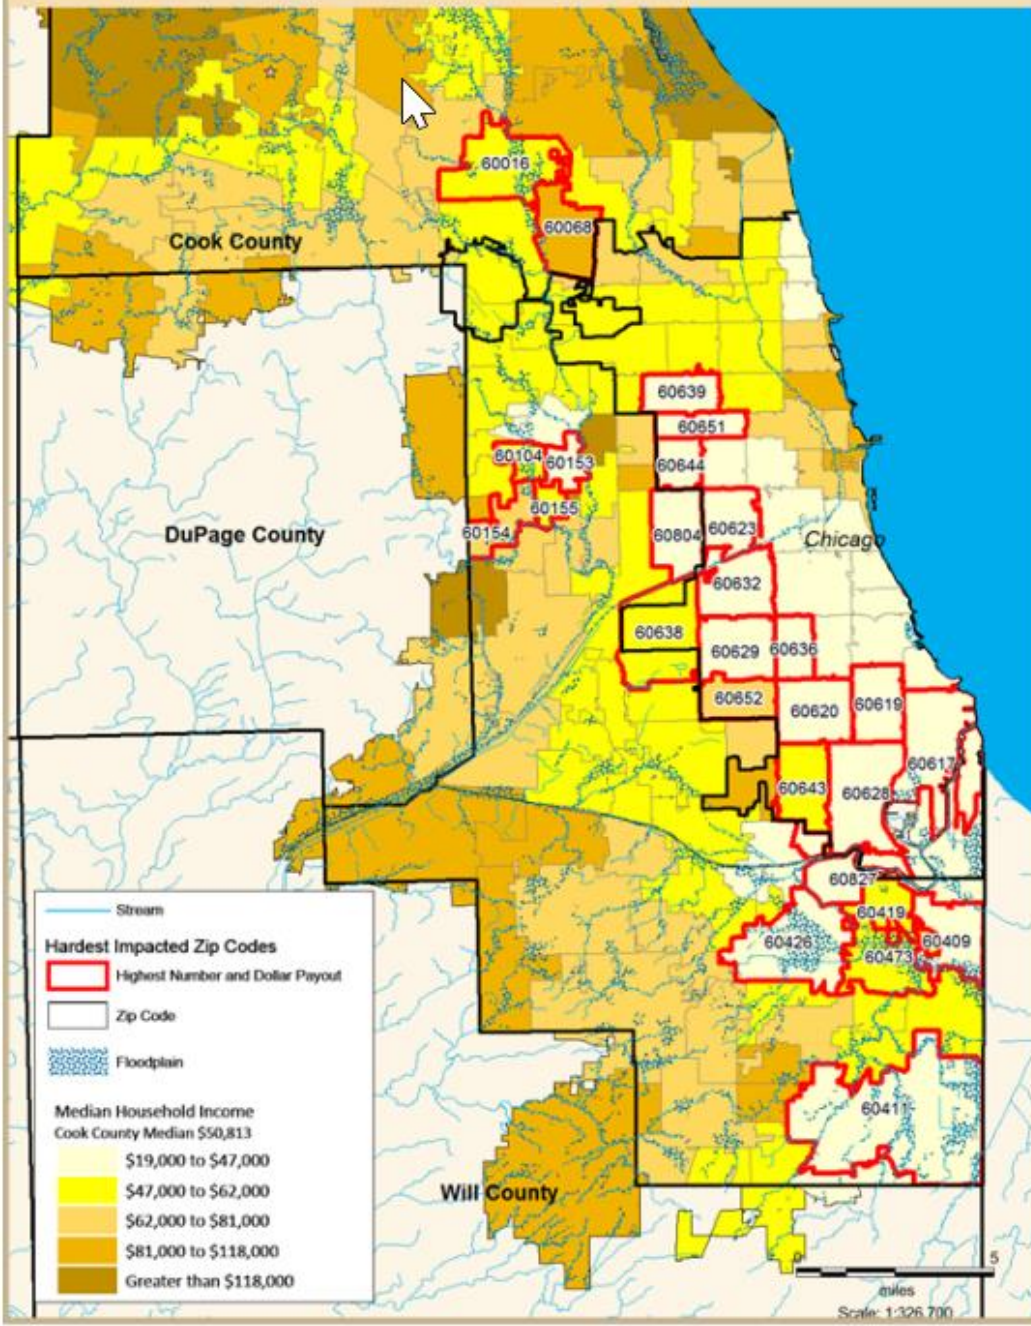 60016
60068
Cook County
60639
60651
60104
60153
60644
60155
60154
60804
60623
DuPage County
Chicago
60632
60638
60629
60636
60652
60620
60619
60617
60643
60628
60827
60419
60426
60409
60473
60411
Stream
Hardest Impacted Zip Codes
Highest Number and Dollar Payout
Zip Code
Floodplain
Median Household Income
Cook County Median $50,813
$19,000 to $47,000
$47,000 to $62,000
$62,000 to $81,000
$81,000 to $118,000
Greater than $118,000
Will County
0 5
miles
Scale: 1:326,700